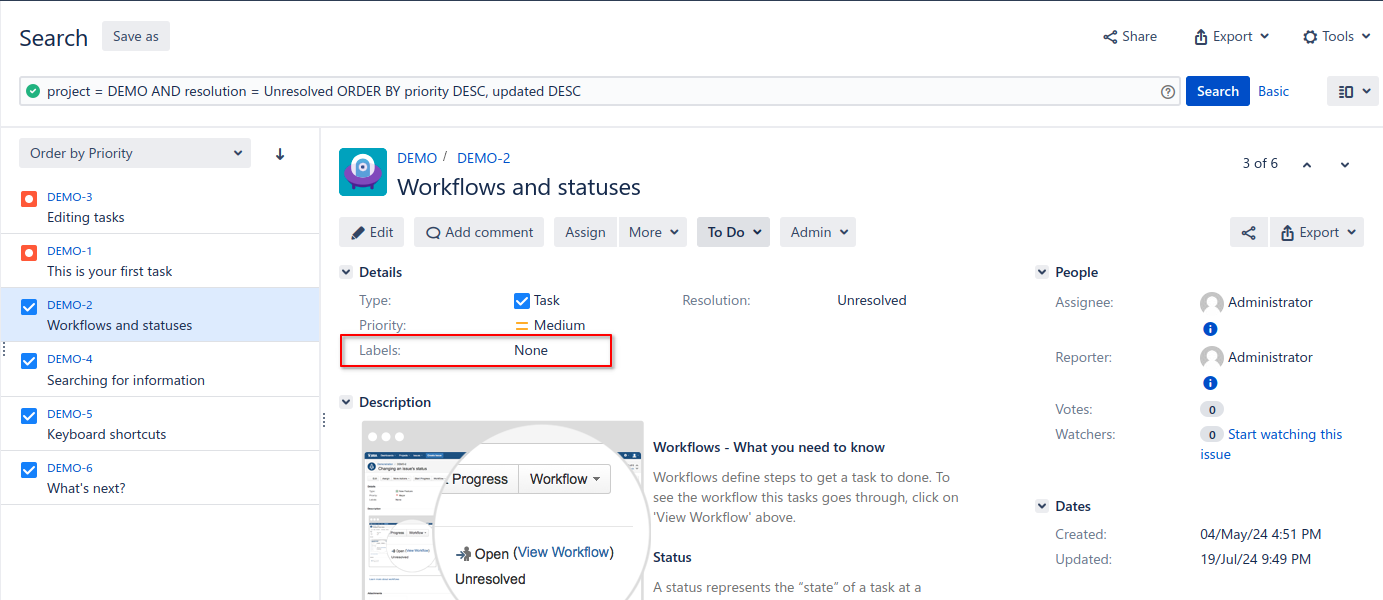 Search Save as Share Export Tools
project = DEMO AND resolution = Unresolved ORDER BY priority DESC, updated DESC Search Basic
Order by Priority
DEMO-3
Editing tasks
DEMO-1
This is your first task
DEMO-2
Workflows and statuses
DEMO-4
Searching for information
DEMO-5
Keyboard shortcuts
DEMO-6
What's next?
DEMO / DEMO-2 3 of 6
Workflows and statuses
Edit Add comment Assign More To Do Admin Export
Details
Type: Task Resolution: Unresolved
Priority: Medium
Labels: None
Description
Progress Workflow
Open (View Workflow)
Unresolved
Workflows - What you need to know
Workflows define steps to get a task to done. To
see the workflow this tasks goes through, click on
'View Workflow' above.
Status
A status represents the “state” of a task at a
People
Assignee: Administrator
Reporter: Administrator
Votes: 0
Watchers: 0 Start watching this
issue
Dates
Created: 04/May/24 4:51 PM
Updated: 19/Jul/24 9:49 PM